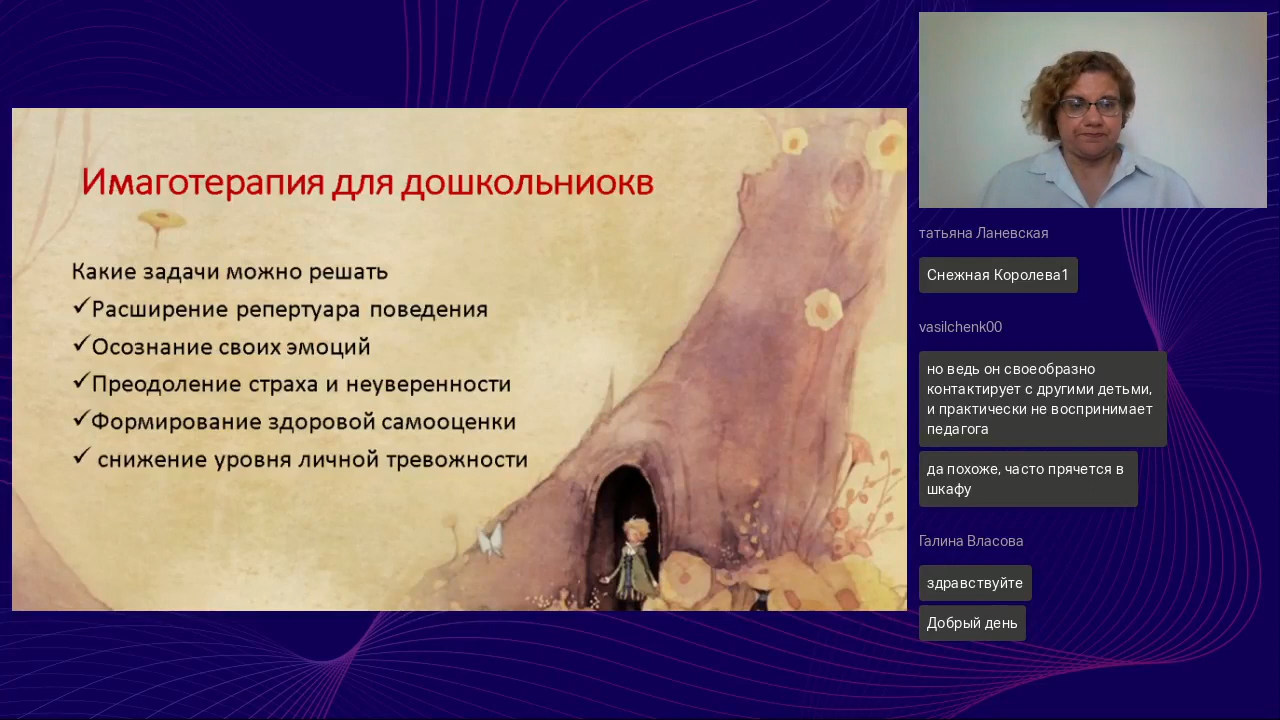 Имаготерапия для дошкольниокв
Какие задачи можно решать
✓Расширение репертуара поведения
✓Осознание своих эмоций
✓Преодоление страха и неуверенности
✓Формирование здоровой самооценки
✓ снижение уровня личной тревожности
татьяна Ланевская
Снежная Королева1
vasilchenk00
но ведь он своеобразно
контактирует с другими детьми,
и практически не воспринимает
педагога
да похоже, часто прячется в
шкафу
Галина Власова
здравствуйте
Добрый день